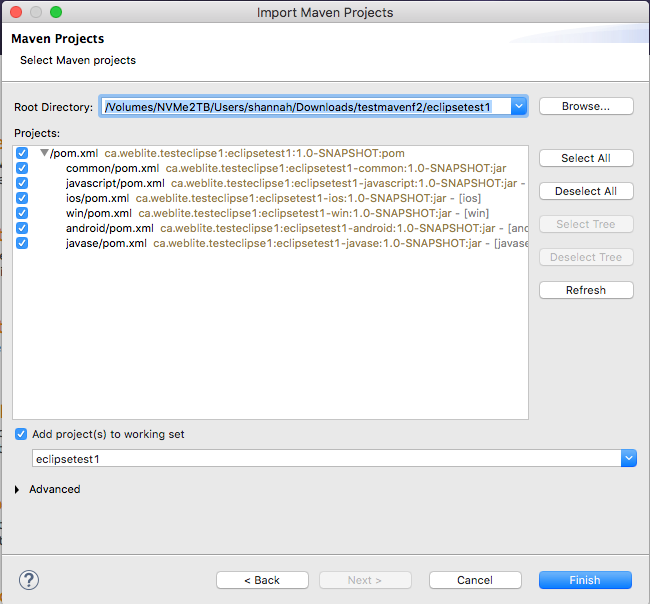 Import Maven Projects
Maven Projects
Select Maven projects
Root Directory: /Volumes/NVMe2TB/Users/shannah/Downloads/testmavenf2/eclipsetest1 Browse...
Projects:
/pom.xml ca.weblite.testeclipse1:eclipsetest1:1.0-SNAPSHOT:pom
common/pom.xml ca.weblite.testeclipse1:eclipsetest1-common:1.0-SNAPSHOT:jar
javascript/pom.xml ca.weblite.testeclipse1:eclipsetest1-javascript:1.0-SNAPSHOT:jar -
ios/pom.xml ca.weblite.testeclipse1:eclipsetest1-ios:1.0-SNAPSHOT:jar - [ios]
win/pom.xml ca.weblite.testeclipse1:eclipsetest1-win:1.0-SNAPSHOT:jar - [win]
android/pom.xml ca.weblite.testeclipse1:eclipsetest1-android:1.0-SNAPSHOT:jar - [and
javase/pom.xml ca.weblite.testeclipse1:eclipsetest1-javase:1.0-SNAPSHOT:jar - [javase
Select All
Deselect All
Select Tree
Deselect Tree
Refresh
Add project(s) to working set
eclipsetest1
Advanced
?
< Back
Next >
Cancel
Finish